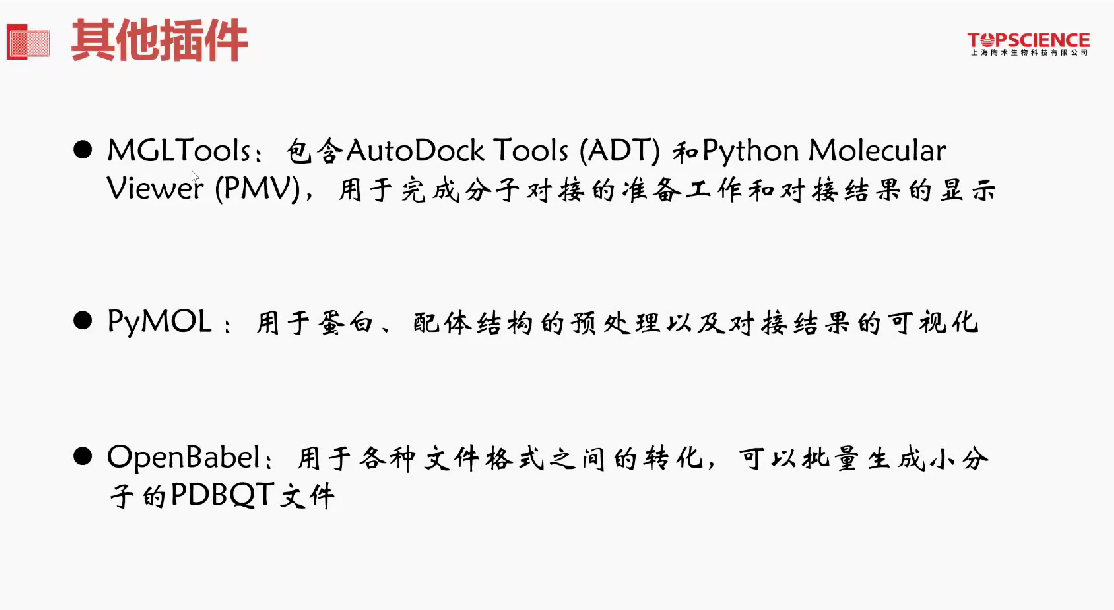 其他插件
TOPSCIENCE
上海陶术生物科技有限公司
● MGLTools：包含AutoDock Tools (ADT) 和Python Molecular
Viewer (PMV)，用于完成分子对接的准备工作和对接结果的显示
● PyMOL ：用于蛋白、配体结构的预处理以及对接结果的可视化
● OpenBabel：用于各种文件格式之间的转化，可以批量生成小分
子的PDBQT文件